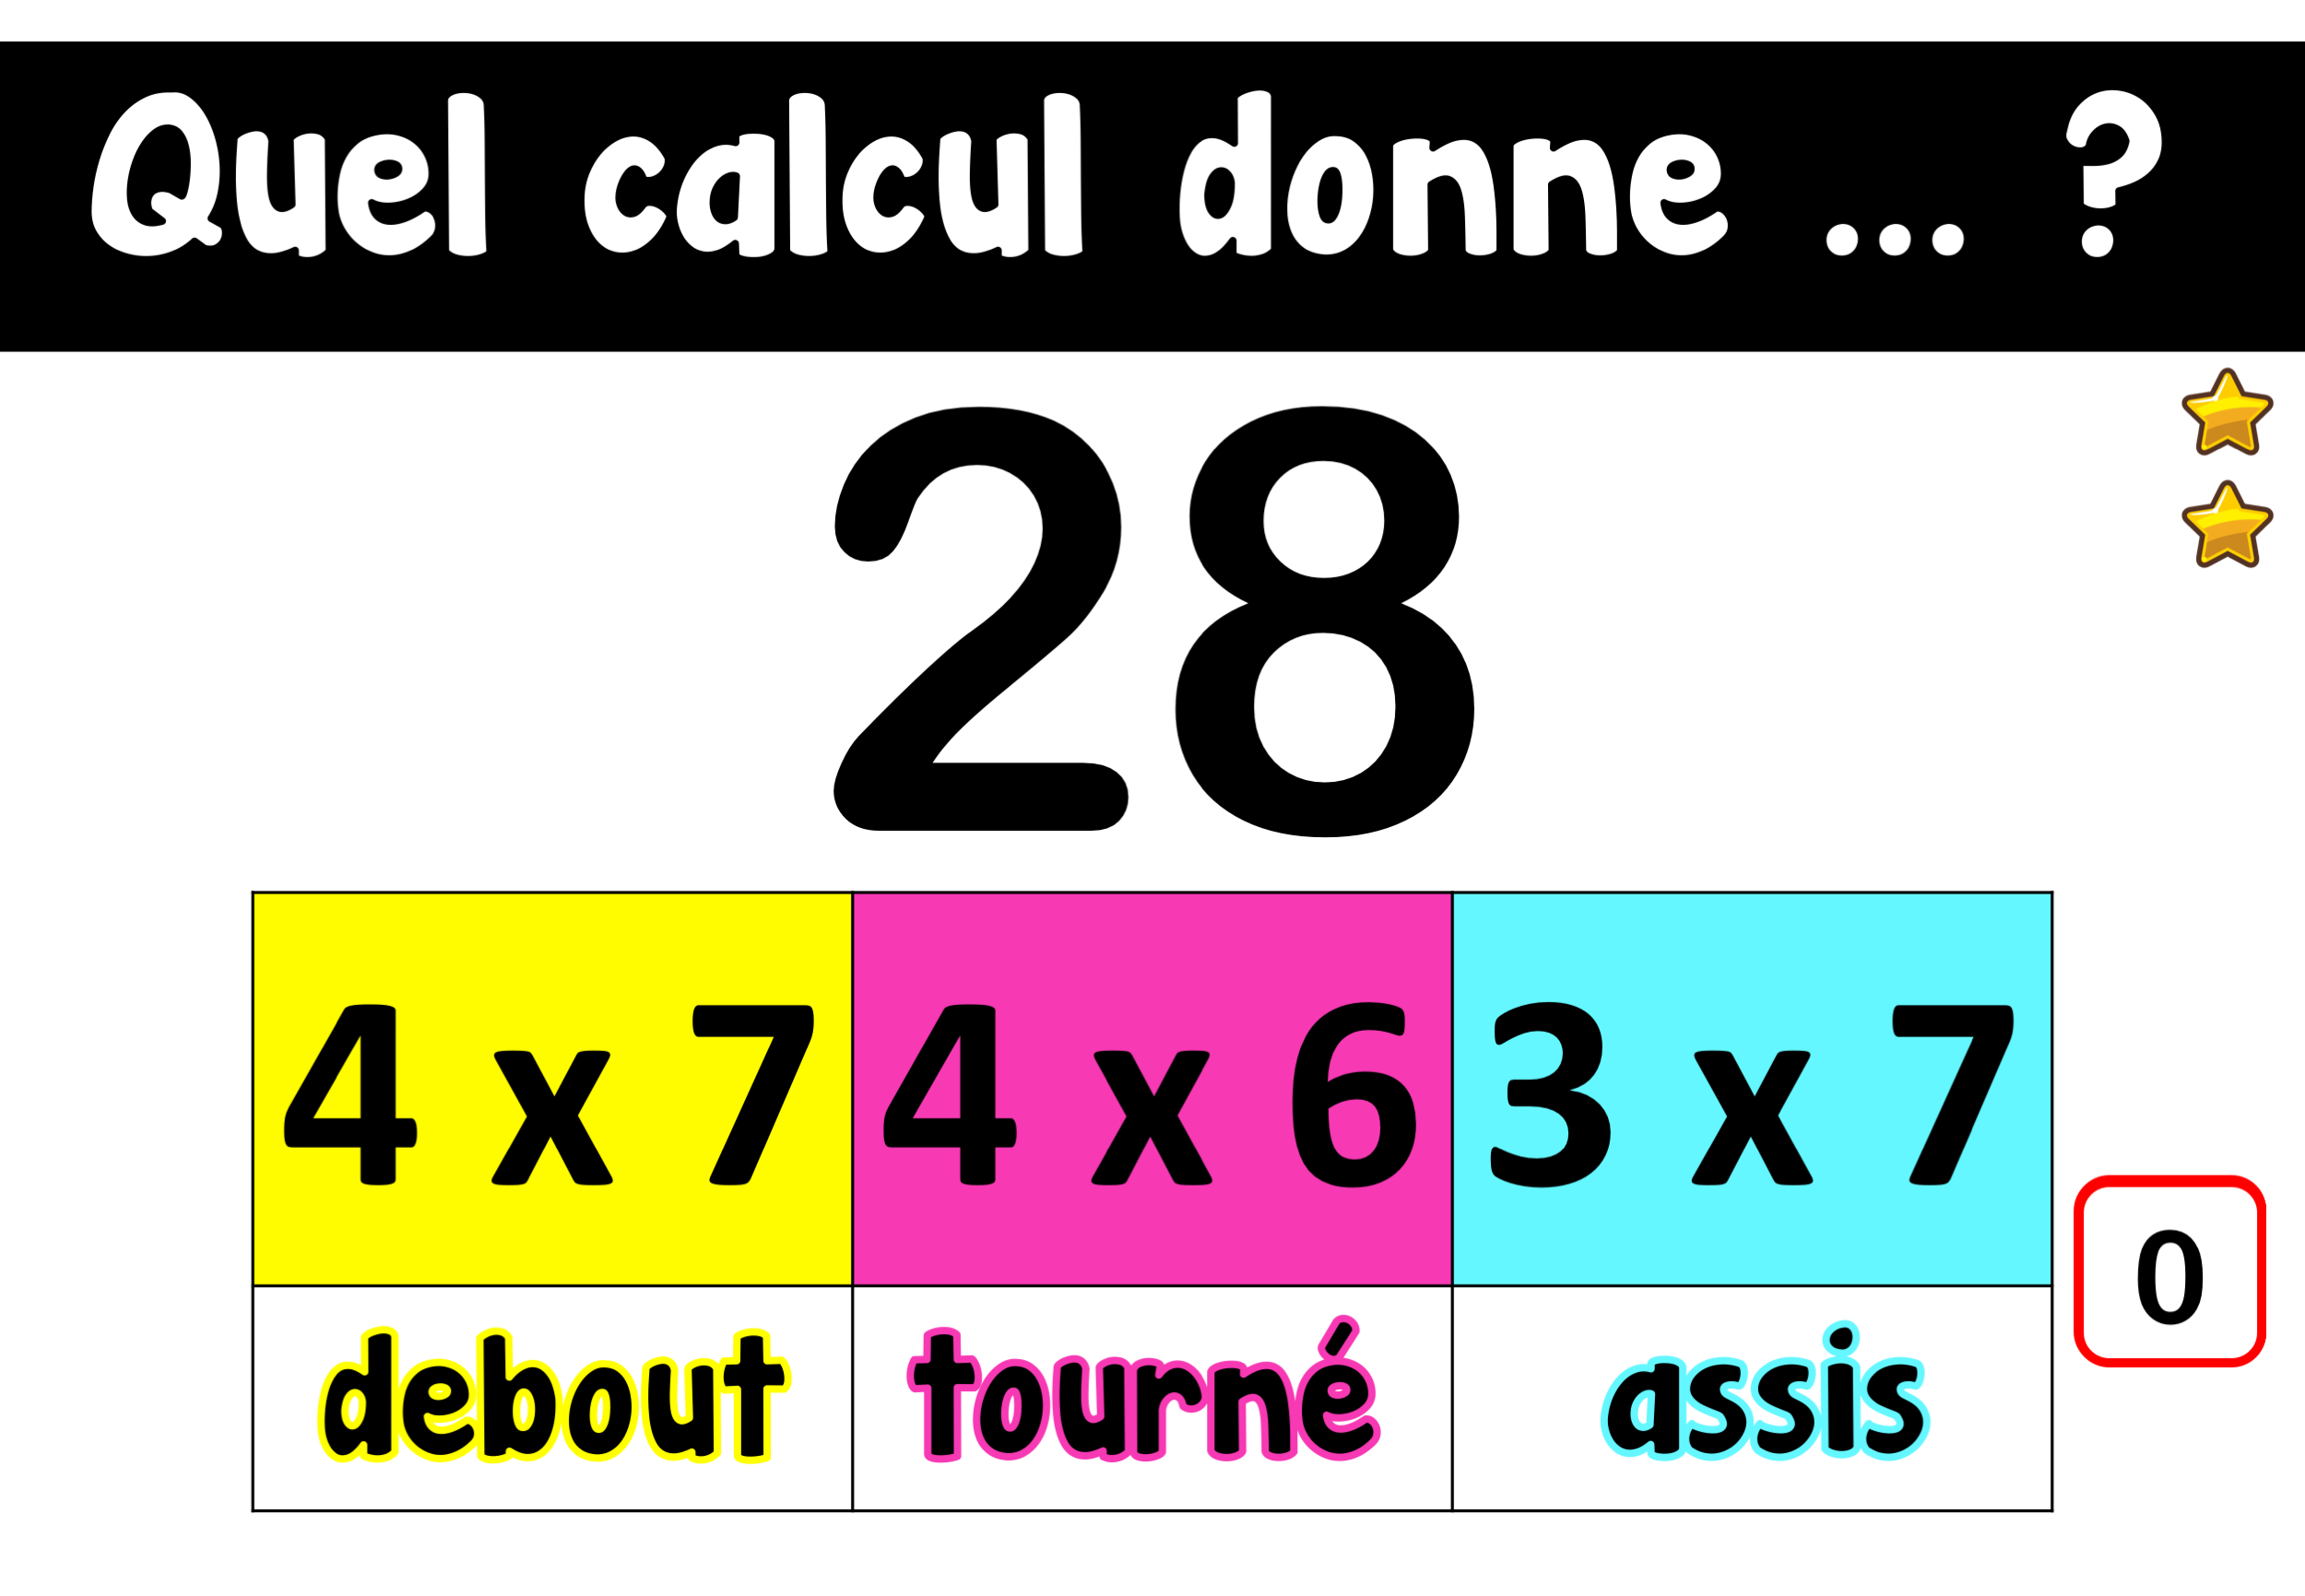 Quel calcul donne ... ?
28
4 x 7 4 x 6 3 x 7
0
debout tourné assis